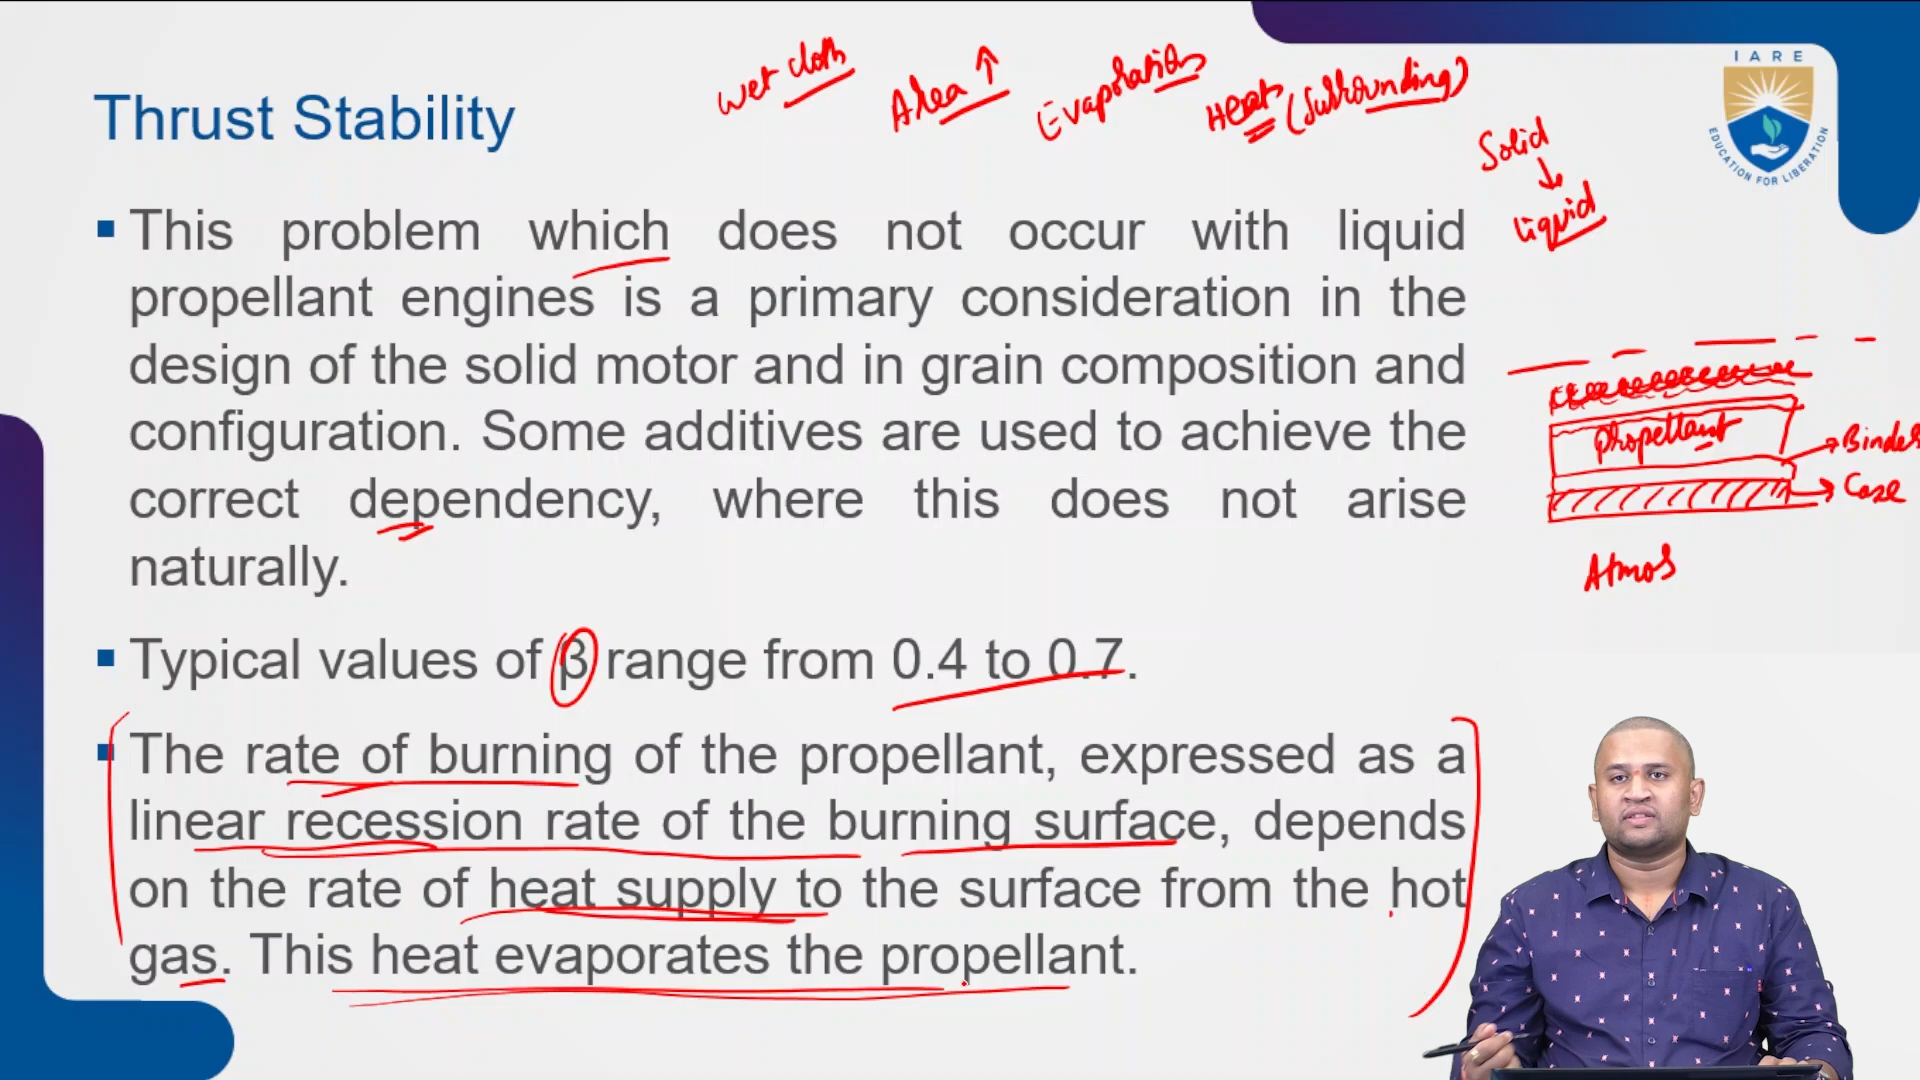 wet cloth
Area ↑
Evaporation
Heat (Surrounding)
IARE
EDUCATION FOR LIBERATION
Thrust Stability
Solid
↓
liquid
▪ This problem which does not occur with liquid
propellant engines is a primary consideration in the
design of the solid motor and in grain composition and
configuration. Some additives are used to achieve the
correct dependency, where this does not arise
naturally.
Propellant
Binder
Case
Atmos
▪ Typical values of β range from 0.4 to 0.7.
▪ The rate of burning of the propellant, expressed as a
linear recession rate of the burning surface, depends
on the rate of heat supply to the surface from the hot
gas. This heat evaporates the propellant.